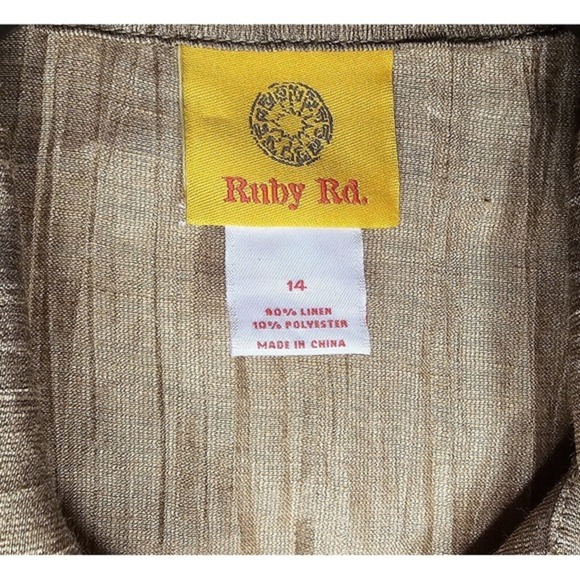 Ruby Rd.
14
90% LINEN
10% POLYESTER
MADE IN CHINA